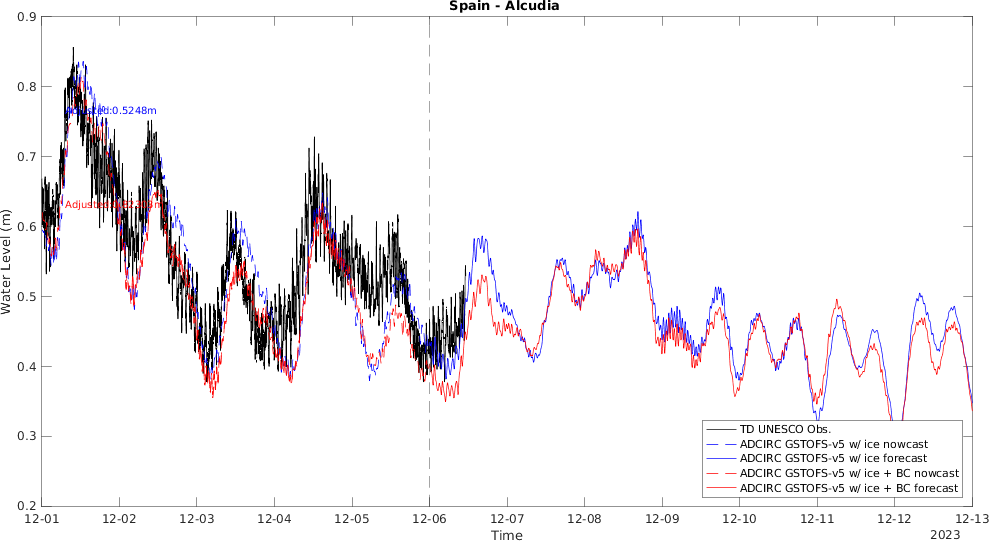 Spain - Alcudia
0.9
0.8
0.7
0.6
0.5
0.4
0.3
0.2
Water Level (m)
Adjusted:0.5248m
TD UNESCO Obs.
ADCIRC GSTOFS-v5 w/ ice nowcast
ADCIRC GSTOFS-v5 w/ ice forecast
ADCIRC GSTOFS-v5 w/ ice + BC nowcast
ADCIRC GSTOFS-v5 w/ ice + BC forecast
12-01 12-02 12-03 12-04 12-05 12-06 12-07 12-08 12-09 12-10 12-11 12-12 12-13
Time
2023